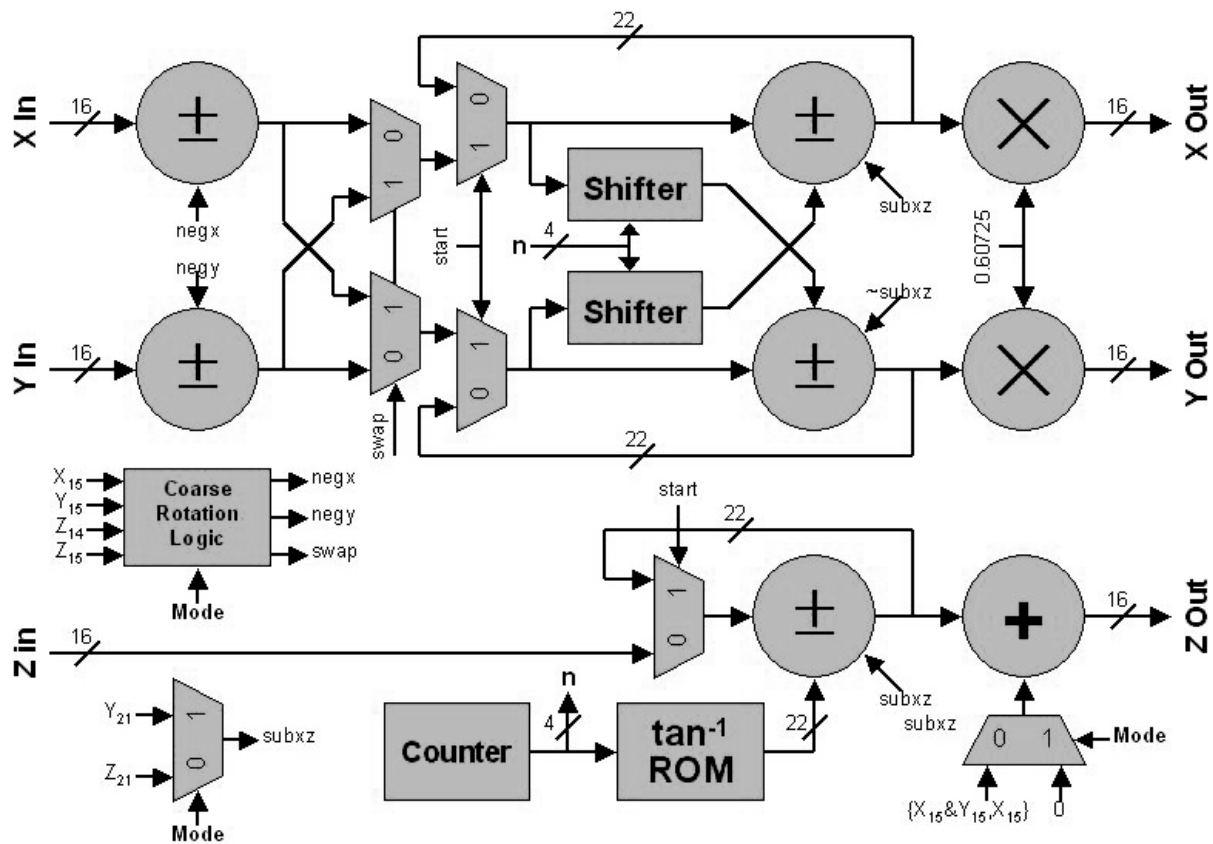 22
X In
16
±
0
1
0
1
±
×
16
X Out
negx
negy
start
n
4
Shifter
Shifter
subxz
~subxz
0.60725
Y In
16
±
1
0
1
0
±
×
16
Y Out
swap
22
X15
Y15
Z14
Z15
Coarse
Rotation
Logic
negx
negy
swap
Mode
start
22
Z in
16
1
0
±
+
16
Z Out
Y21
Z21
1
0
subxz
Mode
Counter
n
4
tan-1
ROM
22
subxz
subxz
0 1
Mode
{X15&Y15,X15}
0